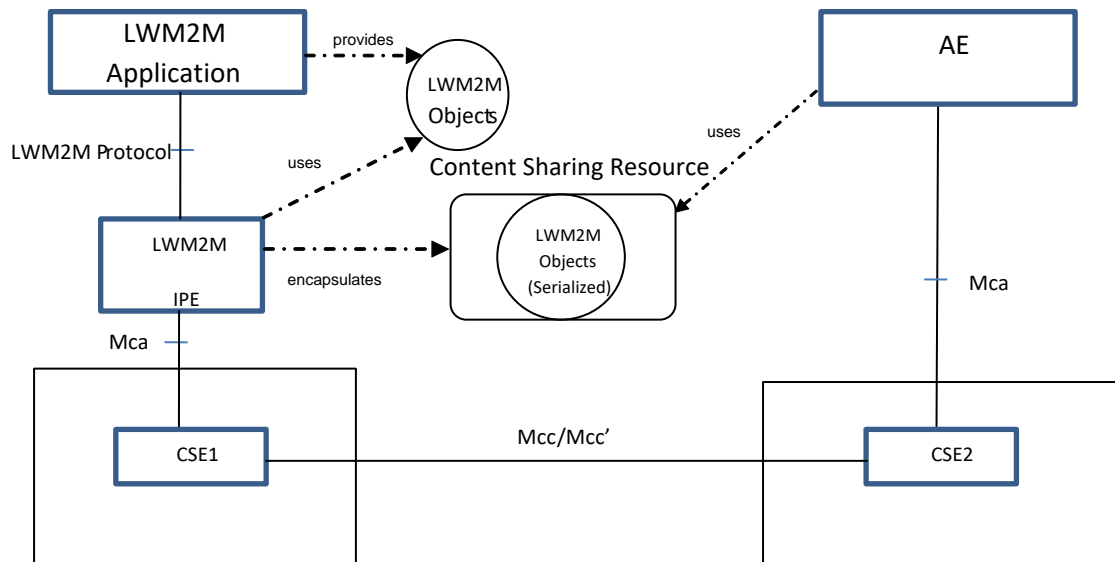 LWM2M
Application
provides
LWM2M
Objects
AE
LWM2M Protocol
uses
uses
Content Sharing Resource
LWM2M
IPE
encapsulates
LWM2M
Objects
(Serialized)
Mca
Mca
CSE1
Mcc/Mcc’
CSE2